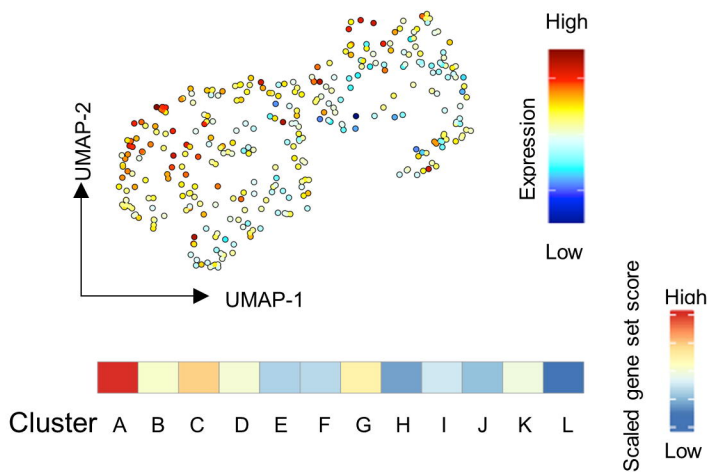 High
UMAP-2
Expression
Low
UMAP-1
High
Scaled gene set score
Low
Cluster A B C D E F G H I J K L